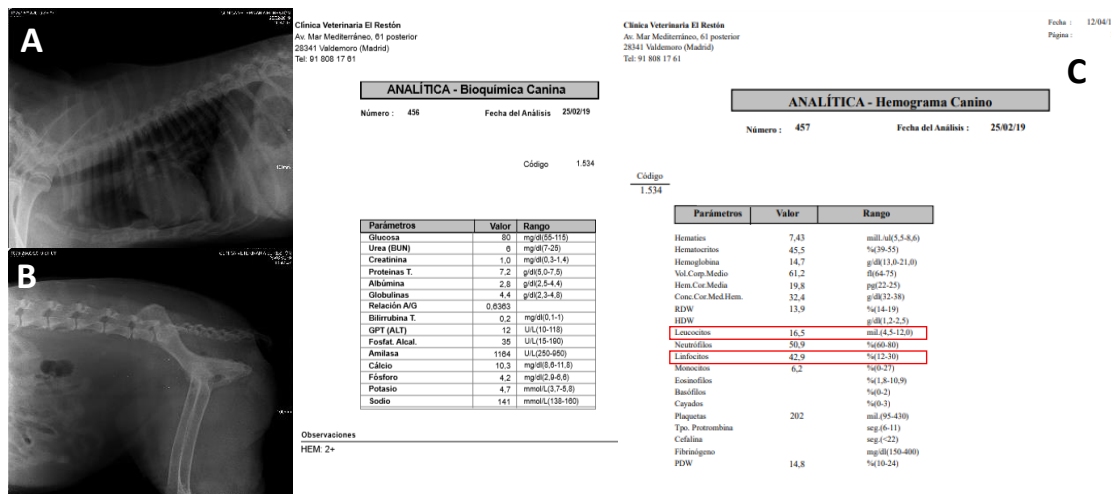 A
B
Clínica Veterinaria El Restón
Av. Mar Mediterráneo, 61 posterior
28341 Valdemoro (Madrid)
Tel: 91 808 17 61
ANALÍTICA - Bioquímica Canina
Número : 456 Fecha del Análisis 25/02/19
Código 1.534
Parámetros Valor Rango
Glucosa 80 mg/dl(55-115)
Urea (BUN) 6 mg/dl(7-25)
Creatinina 1,0 mg/dl(0,3-1,4)
Proteinas T. 7,2 g/dl(5,0-7,5)
Albúmina 2,8 g/dl(2,5-4,4)
Globulinas 4,4 g/dl(2,3-4,8)
Relación A/G 0,6363
Bilirrubina T. 0,2 mg/dl(0,1-1)
GPT (ALT) 12 U/L(10-118)
Fosfat. Alcal. 35 U/L(15-190)
Amilasa 1164 U/L(250-950)
Cálcio 10,3 mg/dl(8,6-11,8)
Fósforo 4,2 mg/dl(2,9-6,6)
Potasio 4,7 mmol/L(3,7-5,8)
Sodio 141 mmol/L(138-160)
Observaciones
HEM: 2+
Clínica Veterinaria El Restón
Av. Mar Mediterráneo, 61 posterior
28341 Valdemoro (Madrid)
Tel: 91 808 17 61
Fecha : 12/04/1
Página :
C
ANALÍTICA - Hemograma Canino
Número : 457 Fecha del Análisis : 25/02/19
Código
1.534
Parámetros Valor Rango
Hematies 7,43 mill./ul(5,5-8,6)
Hematocritos 45,5 %(39-55)
Hemoglobina 14,7 g/dl(13,0-21,0)
Vol.Corp.Medio 61,2 fl(64-75)
Hem.Cor.Media 19,8 pg(22-25)
Conc.Cor.Med.Hem. 32,4 g/dl(32-38)
RDW 13,9 %(14-19)
HDW g/dl(1,2-2,5)
Leucocitos 16,5 mil.(4,5-12,0)
Neutrófilos 50,9 %(60-80)
Linfocitos 42,9 %(12-30)
Monocitos 6,2 %(0-27)
Eosinofilos %(1,8-10,9)
Basófilos %(0-2)
Cayados %(0-3)
Plaquetas 202 mil.(95-430)
Tpo. Protrombina seg.(6-11)
Cefalina seg.(<22)
Fibrinógeno mg/dl(150-400)
PDW 14,8 %(10-24)